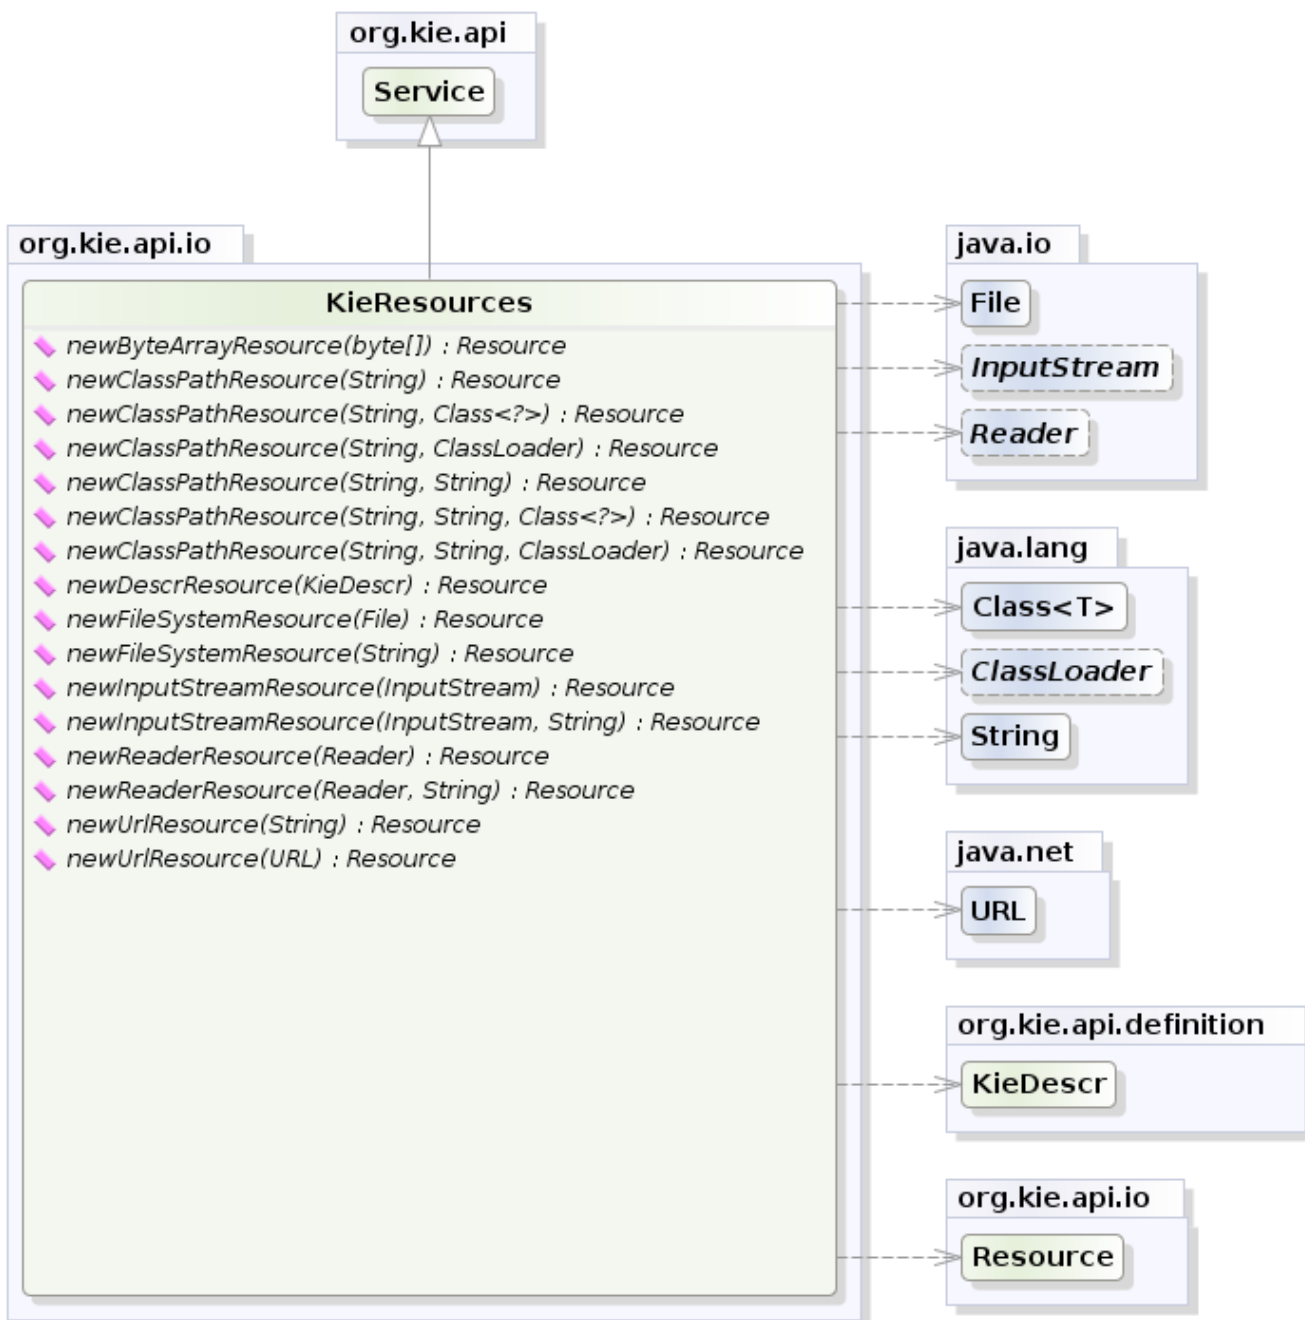 org.kie.api
Service
org.kie.api.io
KieResources
newByteArrayResource(byte[]) : Resource
newClassPathResource(String) : Resource
newClassPathResource(String, Class<?>) : Resource
newClassPathResource(String, ClassLoader) : Resource
newClassPathResource(String, String) : Resource
newClassPathResource(String, String, Class<?>) : Resource
newClassPathResource(String, String, ClassLoader) : Resource
newDescrResource(KieDescr) : Resource
newFileSystemResource(File) : Resource
newFileSystemResource(String) : Resource
newInputStreamResource(InputStream) : Resource
newInputStreamResource(InputStream, String) : Resource
newReaderResource(Reader) : Resource
newReaderResource(Reader, String) : Resource
newUrlResource(String) : Resource
newUrlResource(URL) : Resource
java.io
File
InputStream
Reader
java.lang
Class<T>
ClassLoader
String
java.net
URL
org.kie.api.definition
KieDescr
org.kie.api.io
Resource